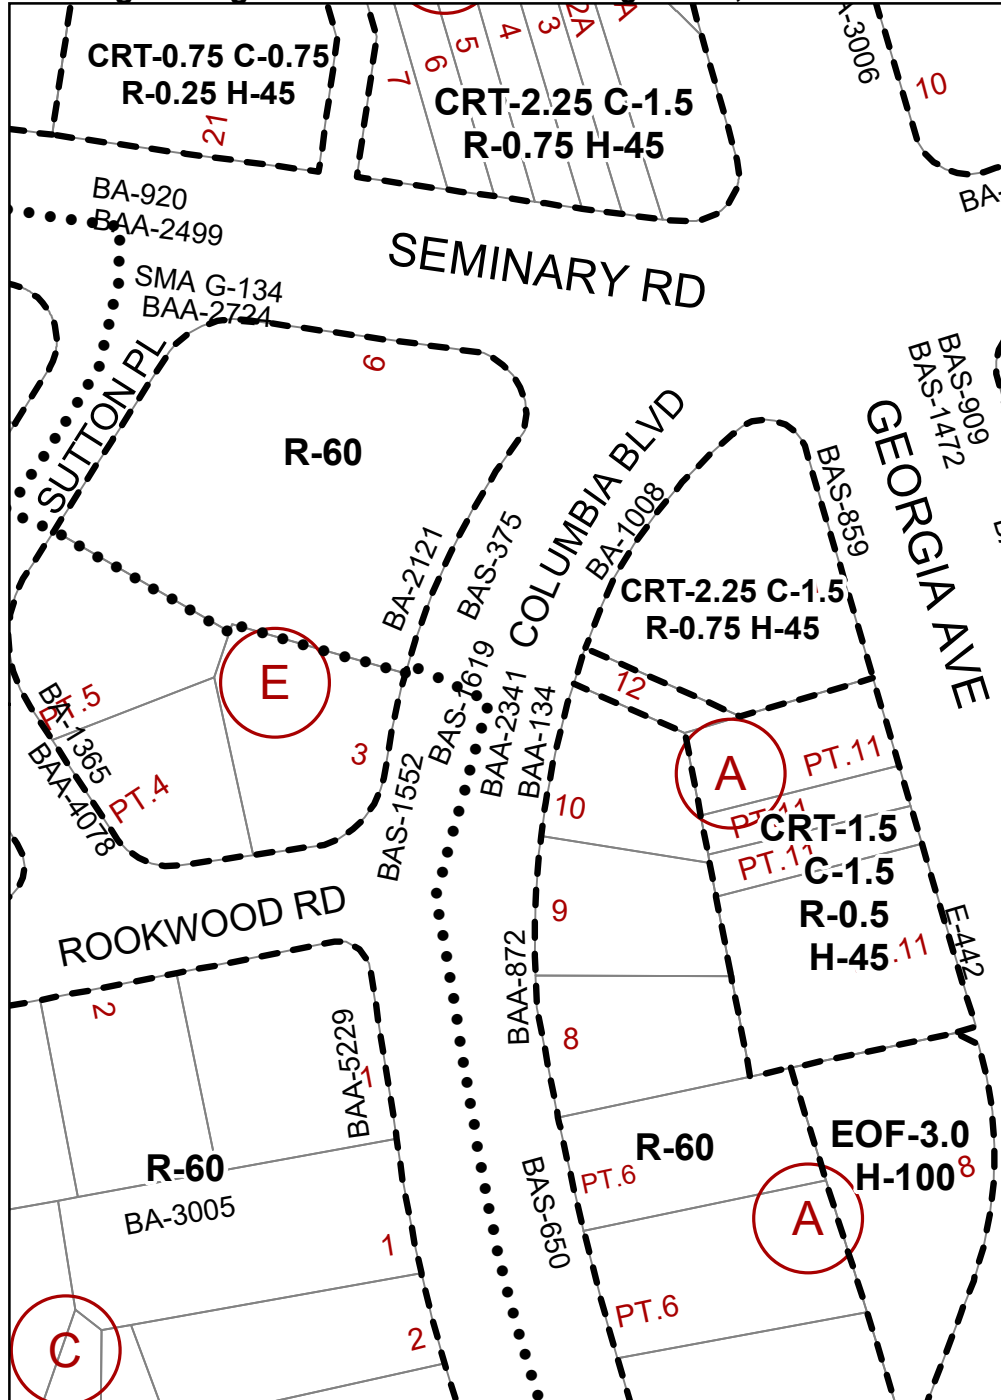 CRT-0.75 C-0.75
R-0.25 H-45
21
7
6
5
4
3
2A
A
CRT-2.25 C-1.5
R-0.75 H-45
A-3006
10
BA-920
BAA-2499
BA-
SEMINARY RD
SMA G-134
BAA-2724
SUTTON PL
9
R-60
COLUMBIA BLVD
BA-1008
BAS-909
BAS-1472
GEORGIA AVE
BAS-859
BA-2121
BAS-375
CRT-2.25 C-1.5
R-0.75 H-45
E
12
BAS-1619
BAA-2341
BAA-134
PT.5
BA-1365
BAA-4078
PT.4
3
BAS-1552
10
A
PT.11
PT.11
PT.11
CRT-1.5
C-1.5
R-0.5
H-45
.11
E-442
ROOKWOOD RD
9
BAA-872
2
8
BAA-5229
1
R-60
BA-3005
R-60
PT.6
EOF-3.0
H-100
8
A
BAS-650
1
PT.6
2
C